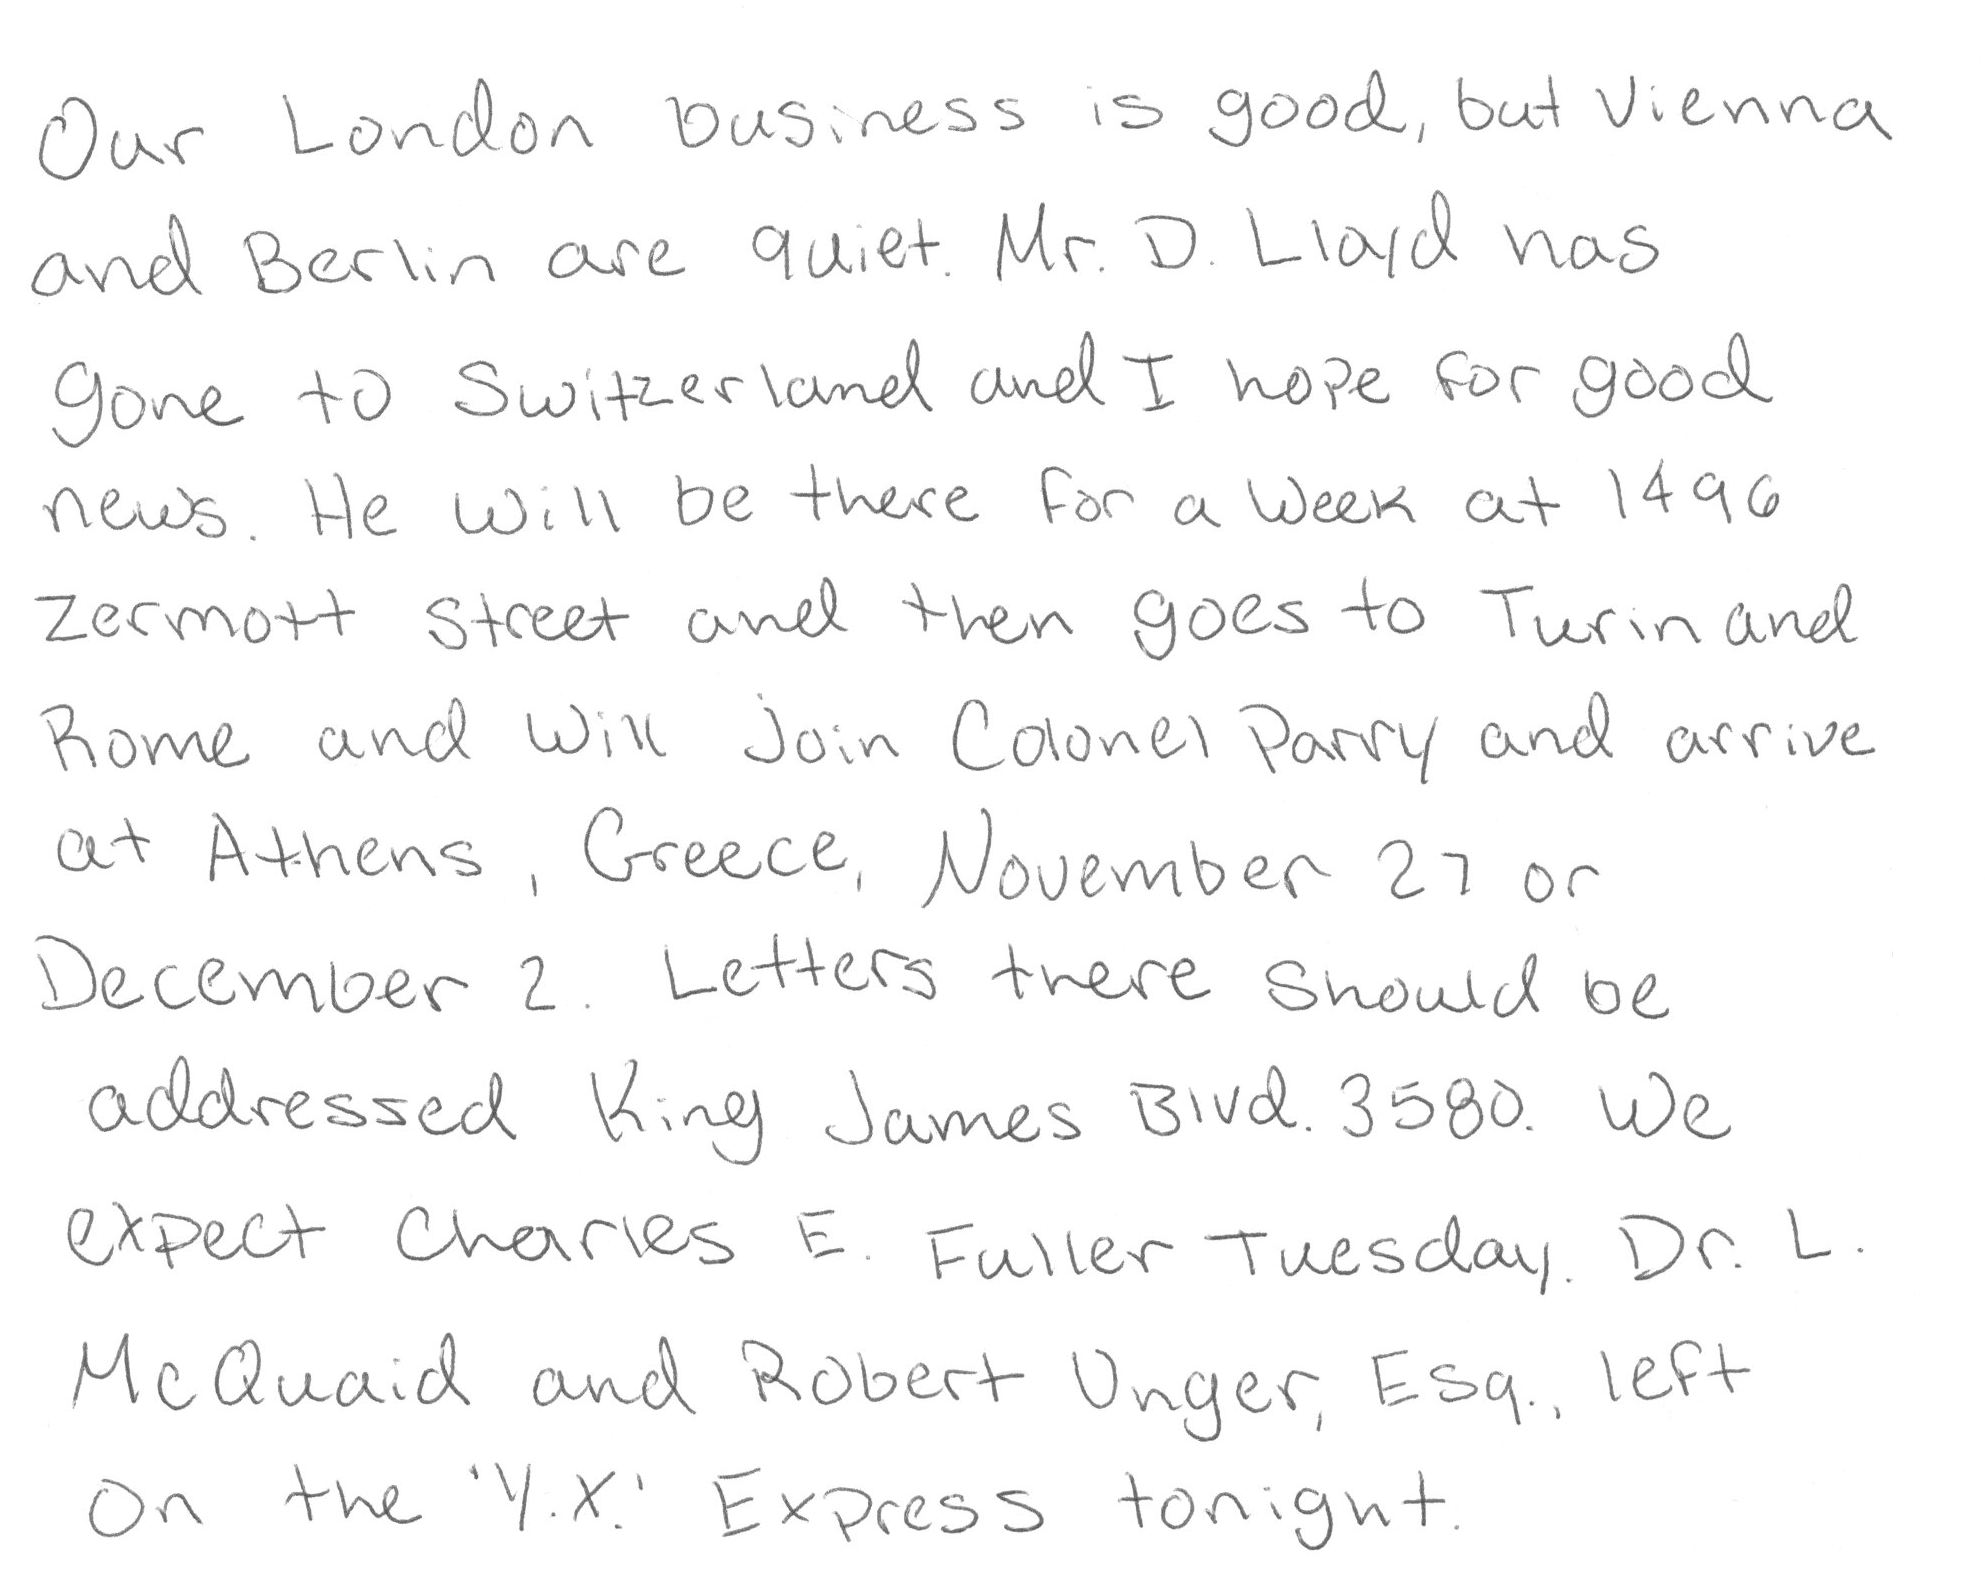 Our London business is good, but Vienna
and Berlin are quiet. Mr. D. Lloyd has
gone to Switzerland and I hope for good
news. He will be there for a week at 1496
Zermott Street and then goes to Turin and
Rome and will join Colonel Parry and arrive
at Athens, Greece, November 27 or
December 2. Letters there should be
addressed King James Blvd. 3580. We
expect Charles E. Fuller Tuesday. Dr. L.
McQuaid and Robert Unger, Esq., left
on the 'Y.X.' Express tonight.